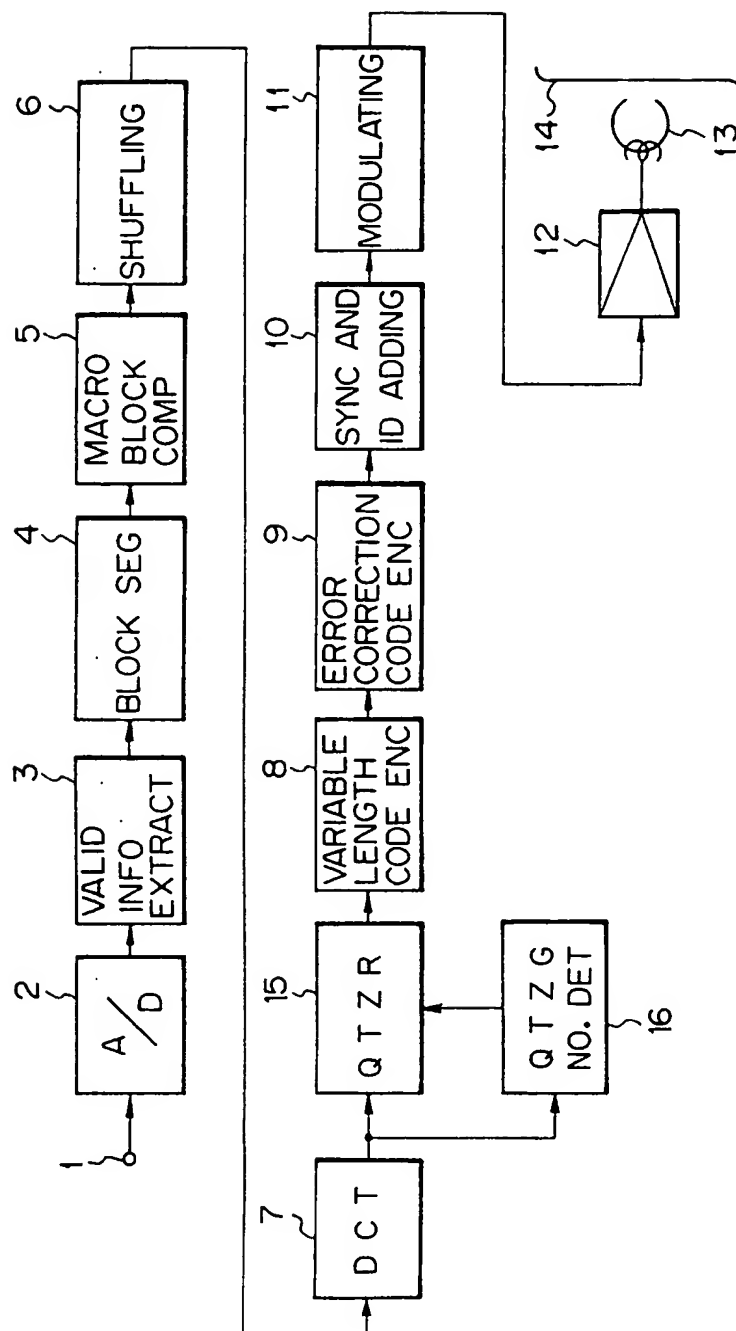 1
2
A/D
3
VALID
INFO
EXTRACT
4
BLOCK SEG
5
MACRO
BLOCK
COMP
6
SHUFFLING
7
DCT
15
QTZR
16
QTZG
NO. DET
8
VARIABLE
LENGTH
CODE ENC
9
ERROR
CORRECTION
CODE ENC
10
SYNC AND
ID ADDING
11
MODULATING
12
13
14